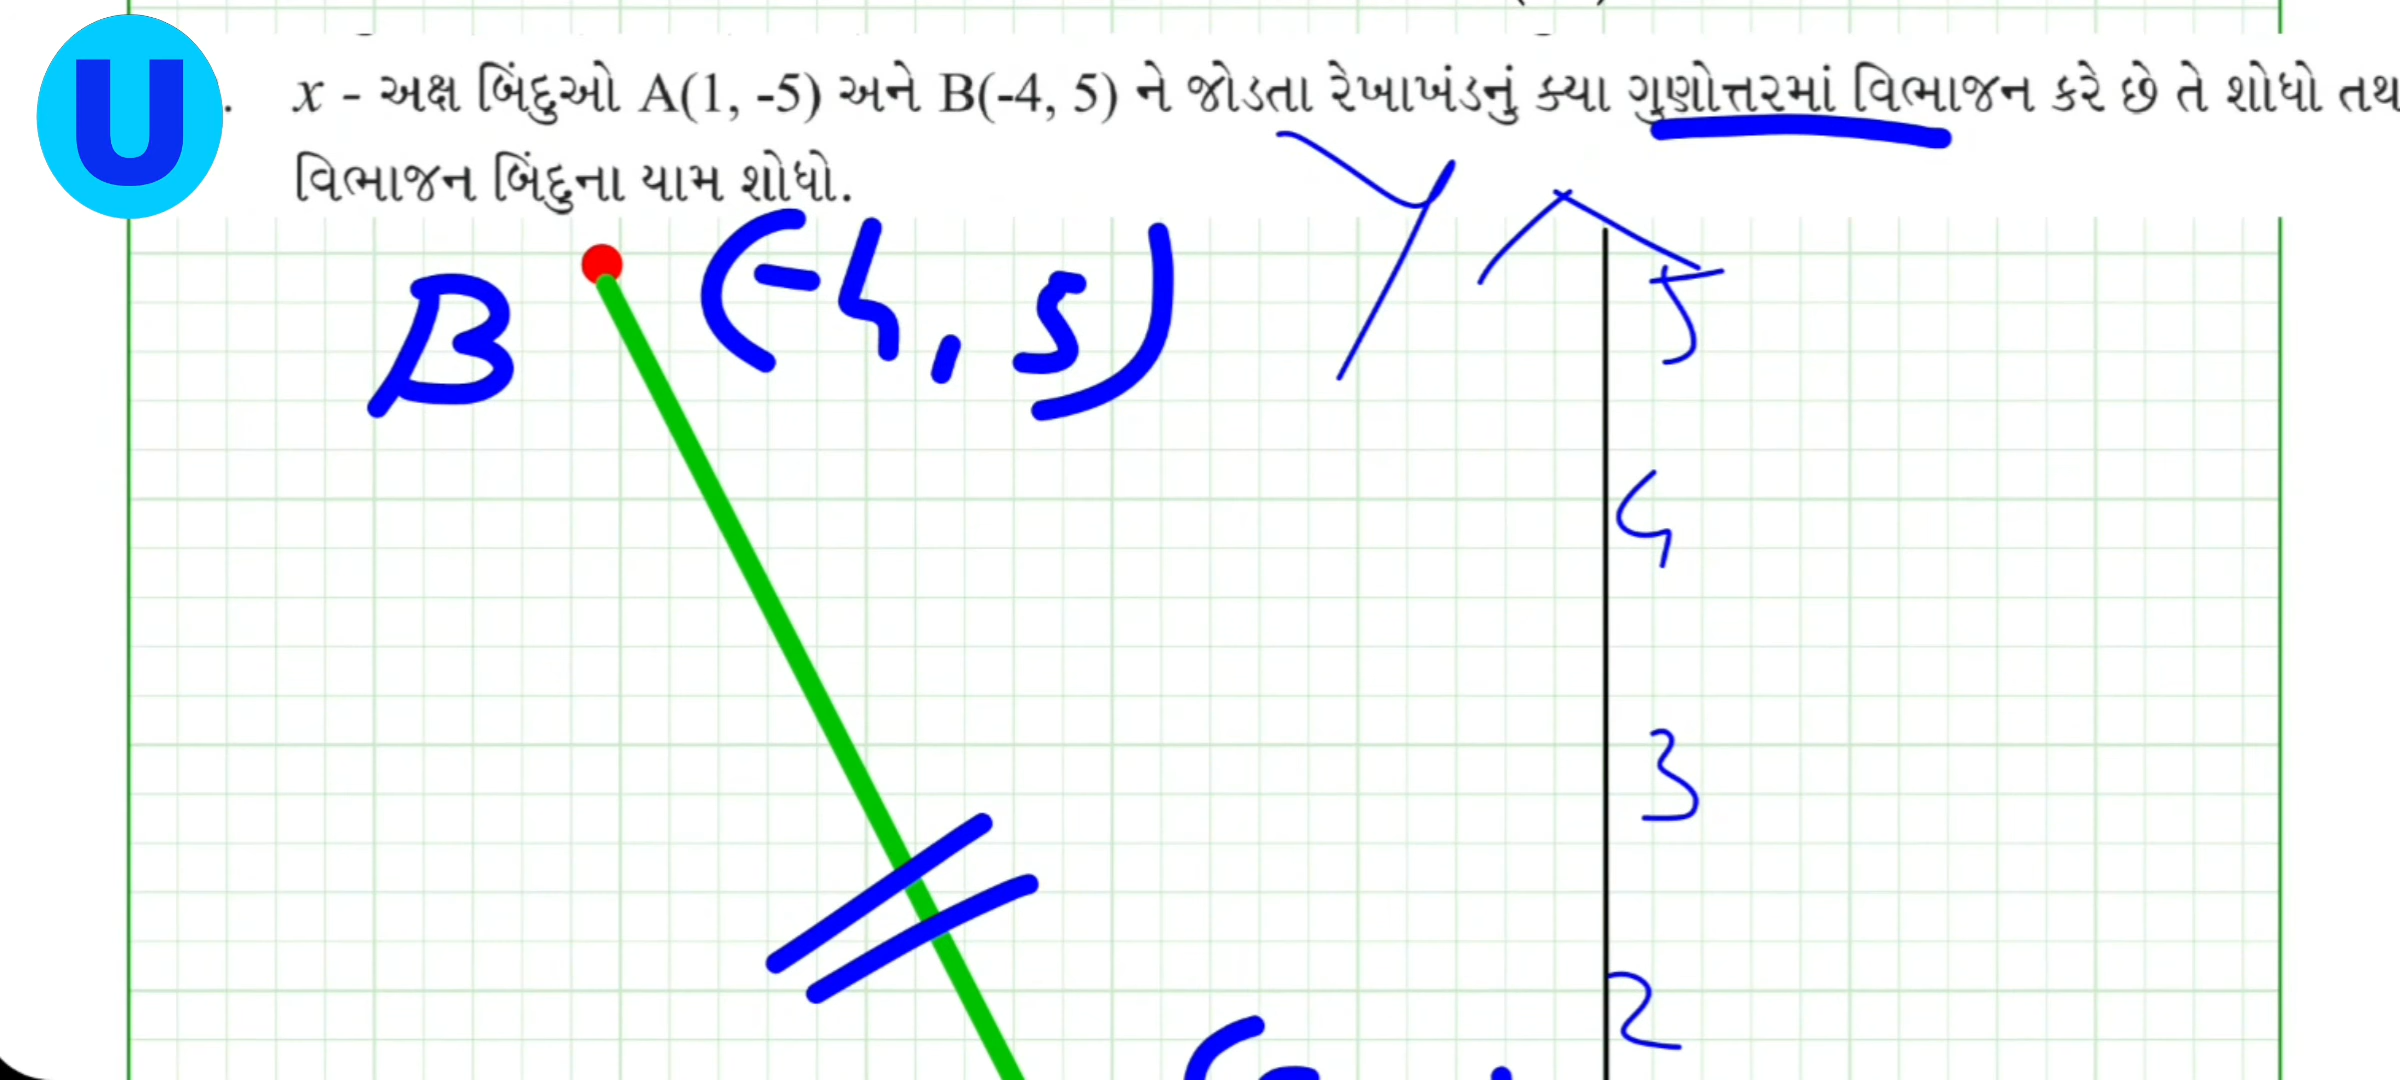 U
. x - અક્ષ બિંદુઓ A(1, -5) અને B(-4, 5) ને જોડતા રેખાખંડનું ક્યા ગુણોત્તરમાં વિભાજન કરે છે તે શોધો તથ
વિભાજન બિંદુના યામ શોધો.
B (-4, 5) Y
5
4
3
2